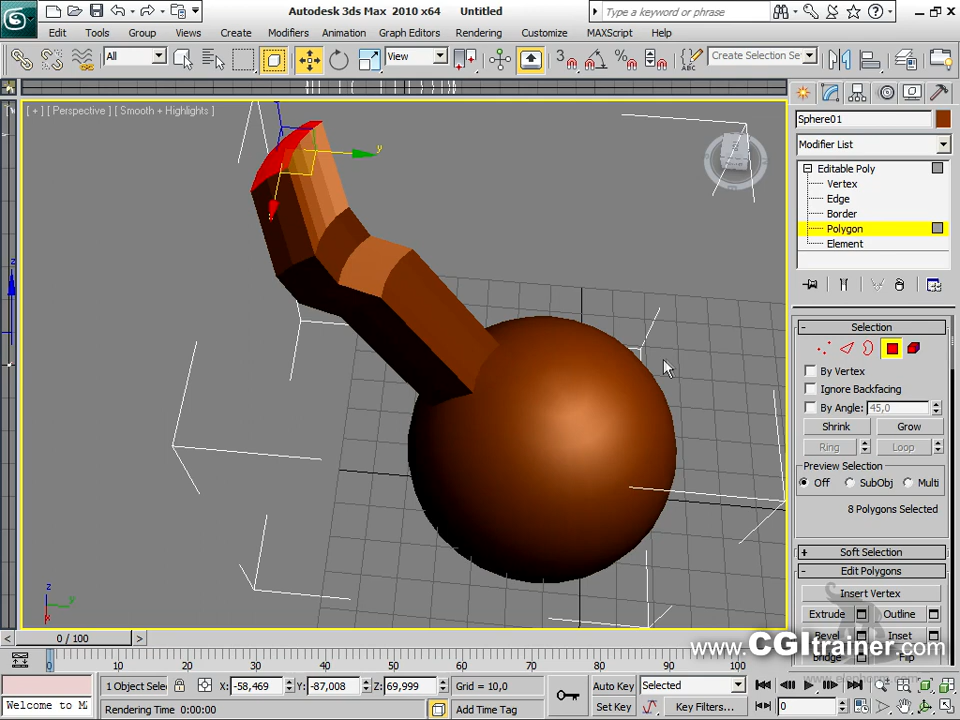 Autodesk 3ds Max 2010 x64 Untitled
Type a keyword or phrase
Edit Tools Group Views Create Modifiers Animation Graph Editors Rendering Customize MAXScript Help
All
View
3
ABC
Create Selection Se
[ + ] [ Perspective ] [ Smooth + Highlights ]
y
z
Sphere01
Modifier List
Editable Poly
Vertex
Edge
Border
Polygon
Element
- Selection
By Vertex
Ignore Backfacing
By Angle: 45,0
Shrink Grow
Ring Loop
Preview Selection
Off SubObj Multi
8 Polygons Selected
+ Soft Selection
- Edit Polygons
Insert Vertex
Extrude Outline
Bevel Inset
Bridge Flip
www.CGItrainer.com
z
y
x
< 0 / 100 >
0 10 20 30 40 50 60 70 80 90 100
1 Object Selec X: -58,469 Y: -87,008 Z: 69,999 Grid = 10,0 Auto Key Selected
Welcome to M
Rendering Time 0:00:00 Add Time Tag Set Key Key Filters... 0